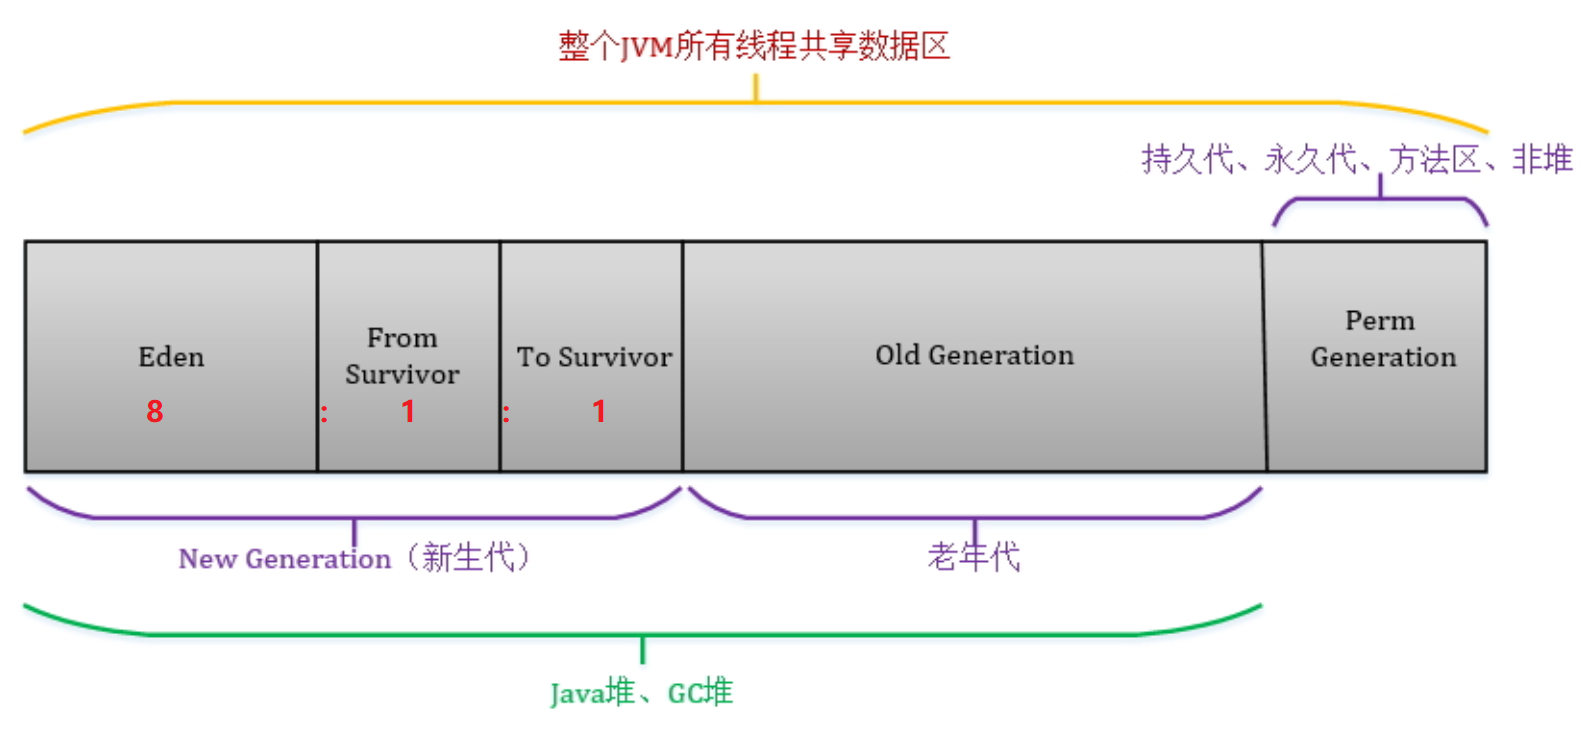 整个JVM所有线程共享数据区
持久代、永久代、方法区、非堆
Eden
From
Survivor
To Survivor
Old Generation
Perm
Generation
8 : 1 : 1
New Generation（新生代）
老年代
Java堆、GC堆